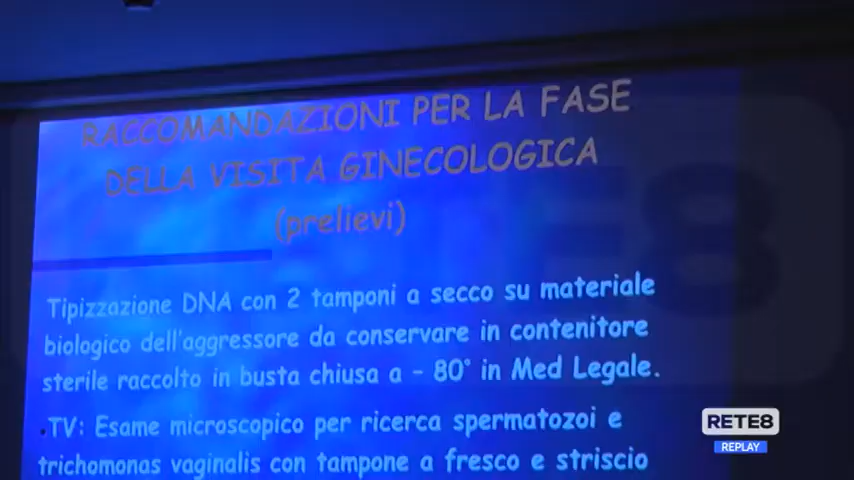 RACCOMANDAZIONI PER LA FASE
DELLA VISITA GINECOLOGICA
(prelievi)
Tipizzazione DNA con 2 tamponi a secco su materiale
biologico dell'aggressore da conservare in contenitore
sterile raccolto in busta chiusa a - 80° in Med Legale.
•TV: Esame microscopico per ricerca spermatozoi e
trichomonas vaginalis con tampone a fresco e striscio
RETE8
REPLAY